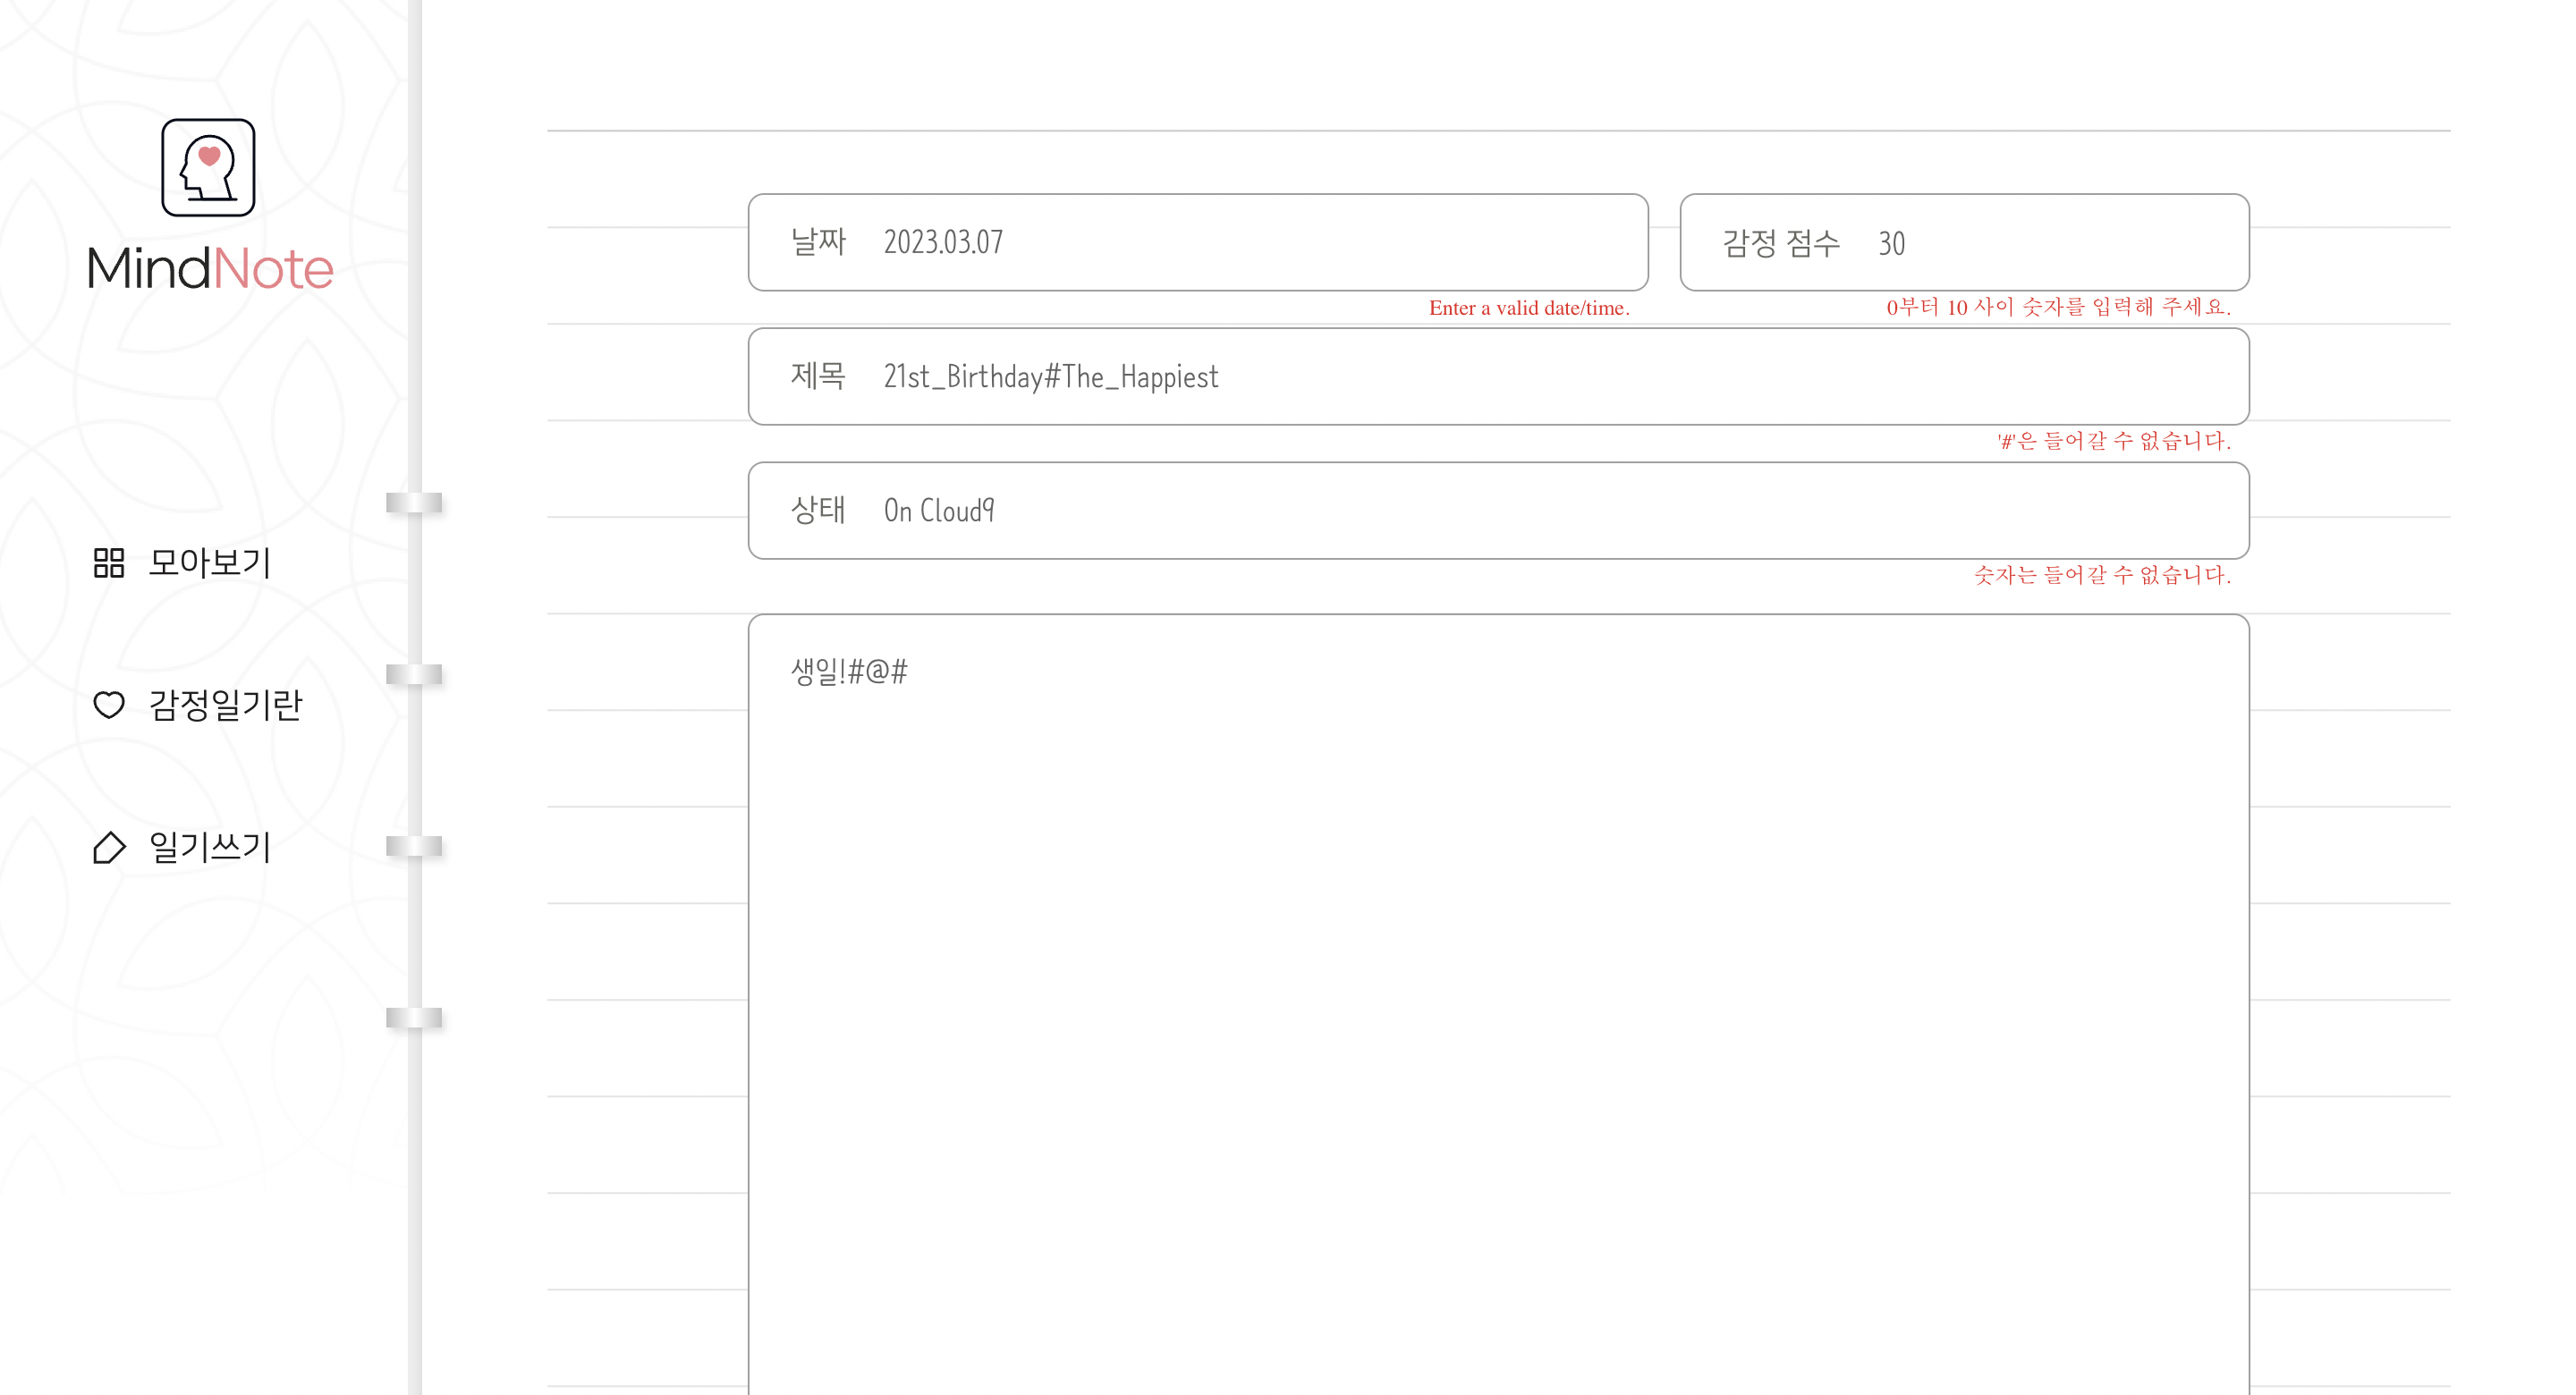 MindNote
모아보기
감정일기란
일기쓰기
날짜 2023.03.07
감정 점수 30
Enter a valid date/time.
0부터 10 사이 숫자를 입력해 주세요.
제목 21st_Birthday#The_Happiest
'#'은 들어갈 수 없습니다.
상태 On Cloud9
숫자는 들어갈 수 없습니다.
생일!#@#